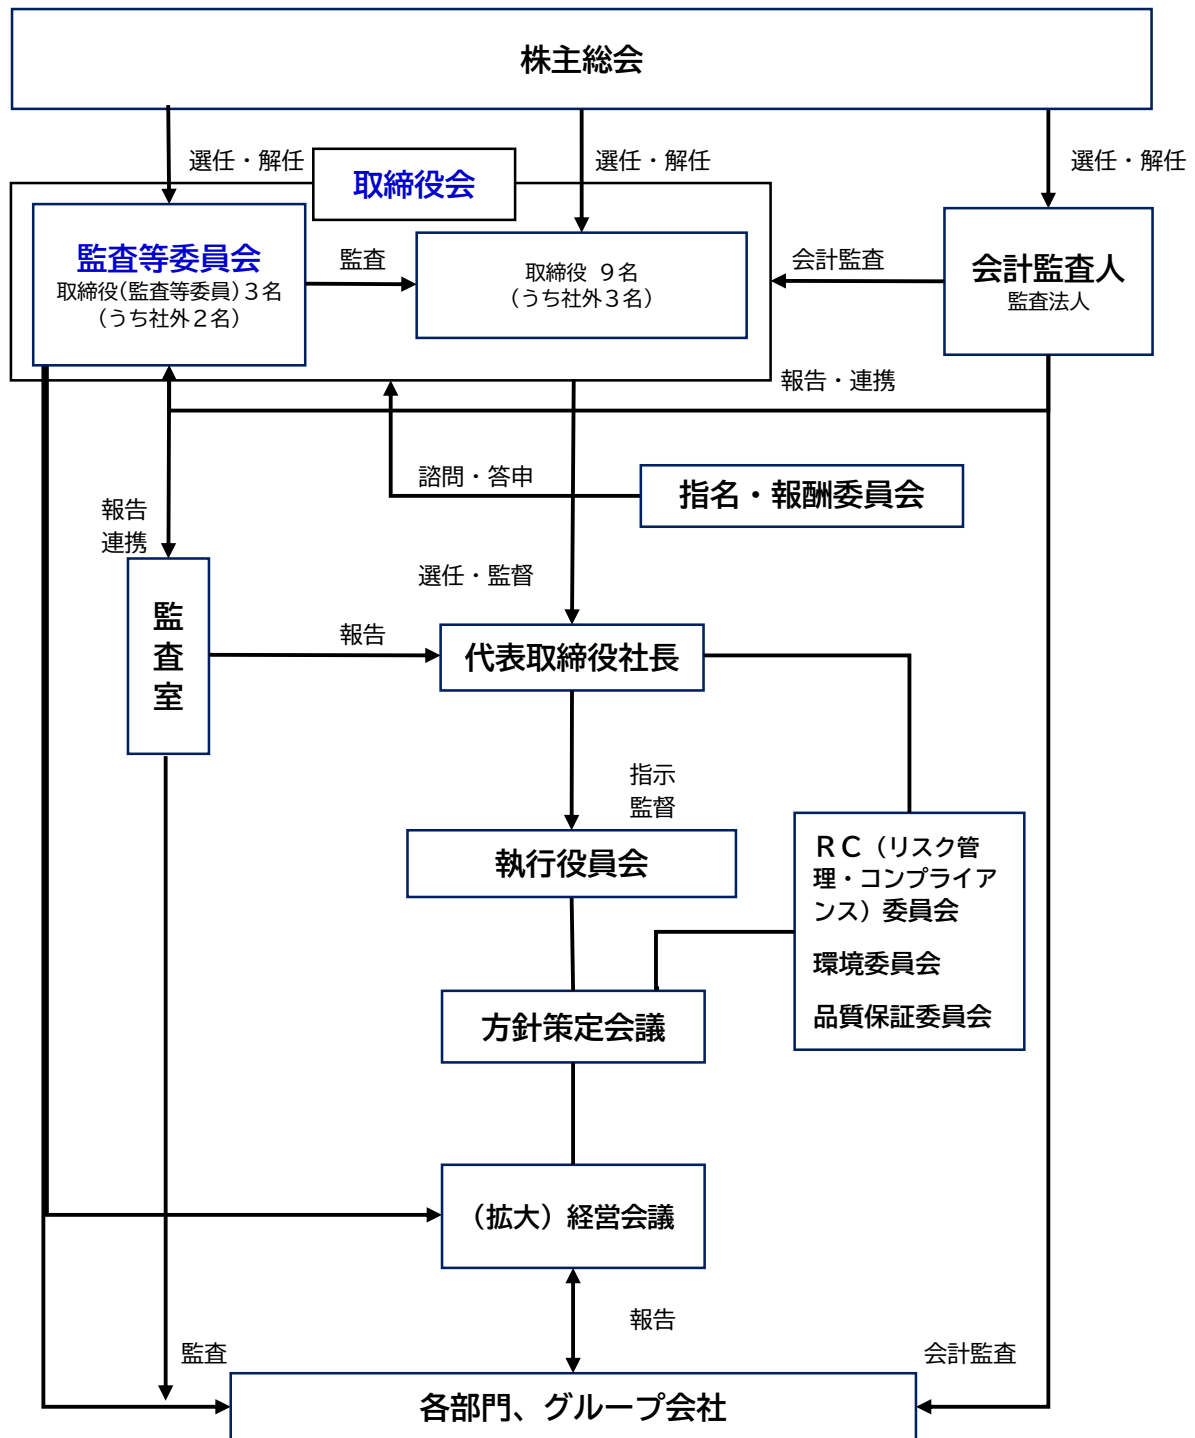 株主総会
選任・解任
選任・解任
選任・解任
取締役会
監査等委員会
取締役(監査等委員)３名
（うち社外２名）
監査
取締役 ９名
（うち社外３名）
会計監査
会計監査人
監査法人
報告・連携
諮問・答申
指名・報酬委員会
報告
連携
選任・監督
監
査
室
報告
代表取締役社長
指示
監督
執行役員会
ＲＣ（リスク管
理・コンプライア
ンス）委員会
環境委員会
品質保証委員会
方針策定会議
（拡大）経営会議
報告
監査
会計監査
各部門、グループ会社